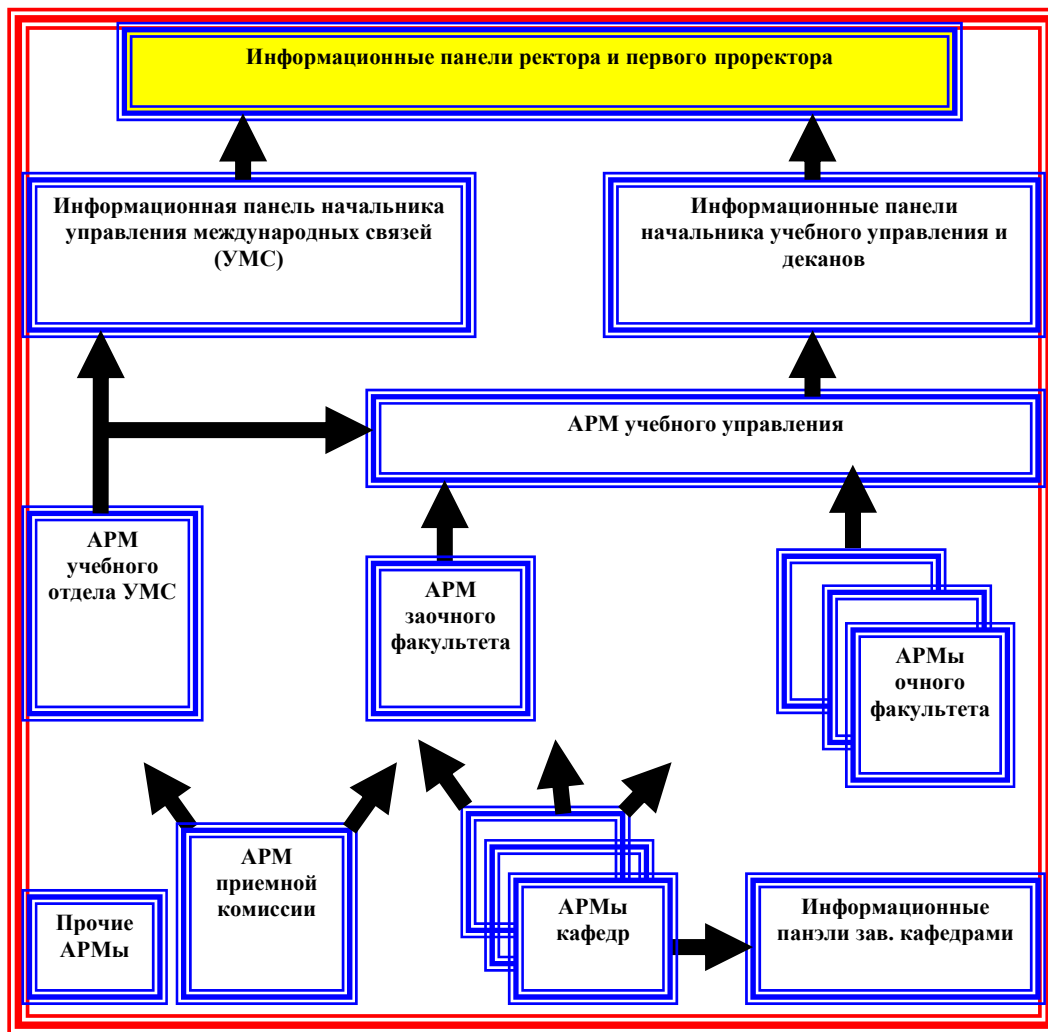 Информационные панели ректора и первого проректора
Информационная панель начальника
управления международных связей
(УМС)
Информационные панели
начальника учебного управления и
деканов
АРМ учебного управления
АРМ
учебного
отдела УМС
АРМ
заочного
факультета
АРМы
очного
факультета
АРМ
приемной
комиссии
Прочие
АРМы
АРМы
кафедр
Информационные
панэли зав. кафедрами